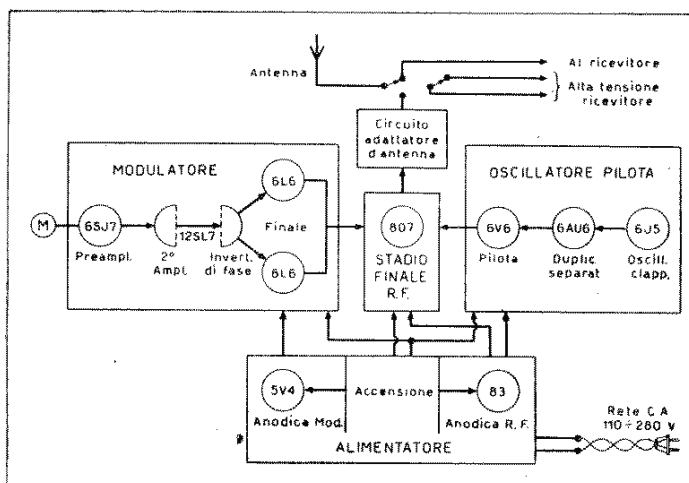 Antenna
Al ricevitore
Alta tensione
ricevitore
Circuito
adattatore
d'antenna
MODULATORE
OSCILLATORE PILOTA
M
6SJ7
Preampl.
2°
Ampl.
12SL7
Invert.
di fase
6L6
Finale
6L6
807
STADIO
FINALE
R.F.
6V6
Pilota
6AU6
Duplic.
separat
6J5
Oscill.
clapp.
5V4
Anodica Mod.
Accensione
83
Anodica R.F.
ALIMENTATORE
Rete C A
110÷280 V